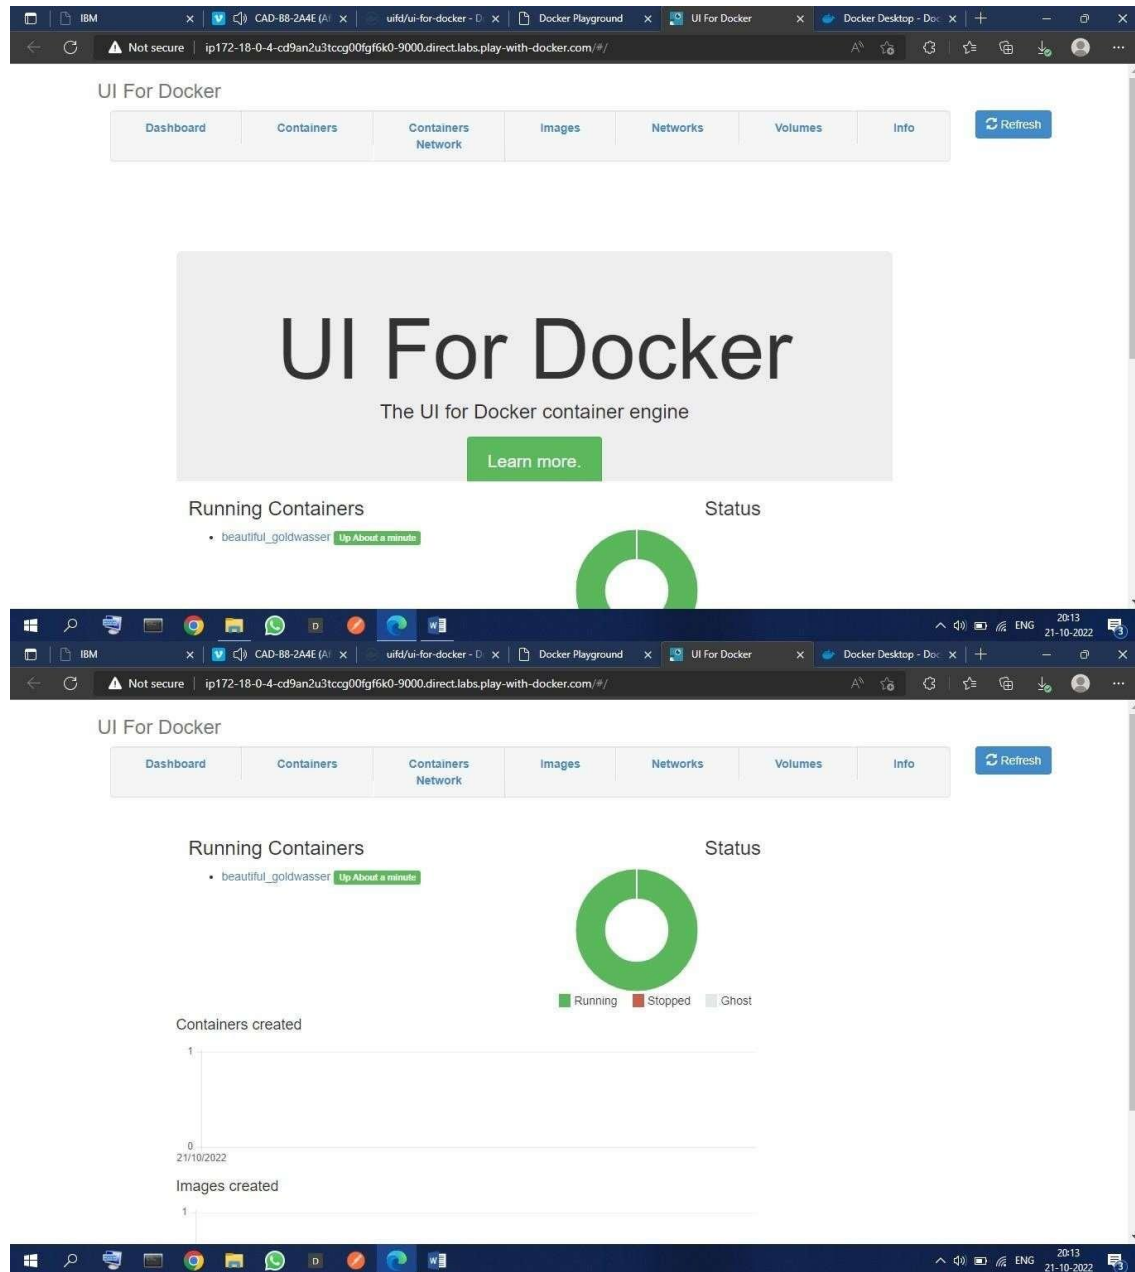 IBM CAD-B8-2A4E (Af uifd/ui-for-docker - D Docker Playground UI For Docker Docker Desktop - Doc
Not secure ip172-18-0-4-cd9an2u3tccg00fgf6k0-9000.direct.labs.play-with-docker.com/#/
UI For Docker
Dashboard Containers Containers Network Images Networks Volumes Info Refresh
UI For Docker
The UI for Docker container engine
Learn more.
Running Containers Status
beautiful_goldwasser Up About a minute
ENG 20:13
21-10-2022
IBM CAD-B8-2A4E (Af uifd/ui-for-docker - D Docker Playground UI For Docker Docker Desktop - Doc
Not secure ip172-18-0-4-cd9an2u3tccg00fgf6k0-9000.direct.labs.play-with-docker.com/#/
UI For Docker
Dashboard Containers Containers Network Images Networks Volumes Info Refresh
Running Containers Status
beautiful_goldwasser Up About a minute
Running Stopped Ghost
Containers created
1
0
21/10/2022
Images created
1
ENG 20:13
21-10-2022